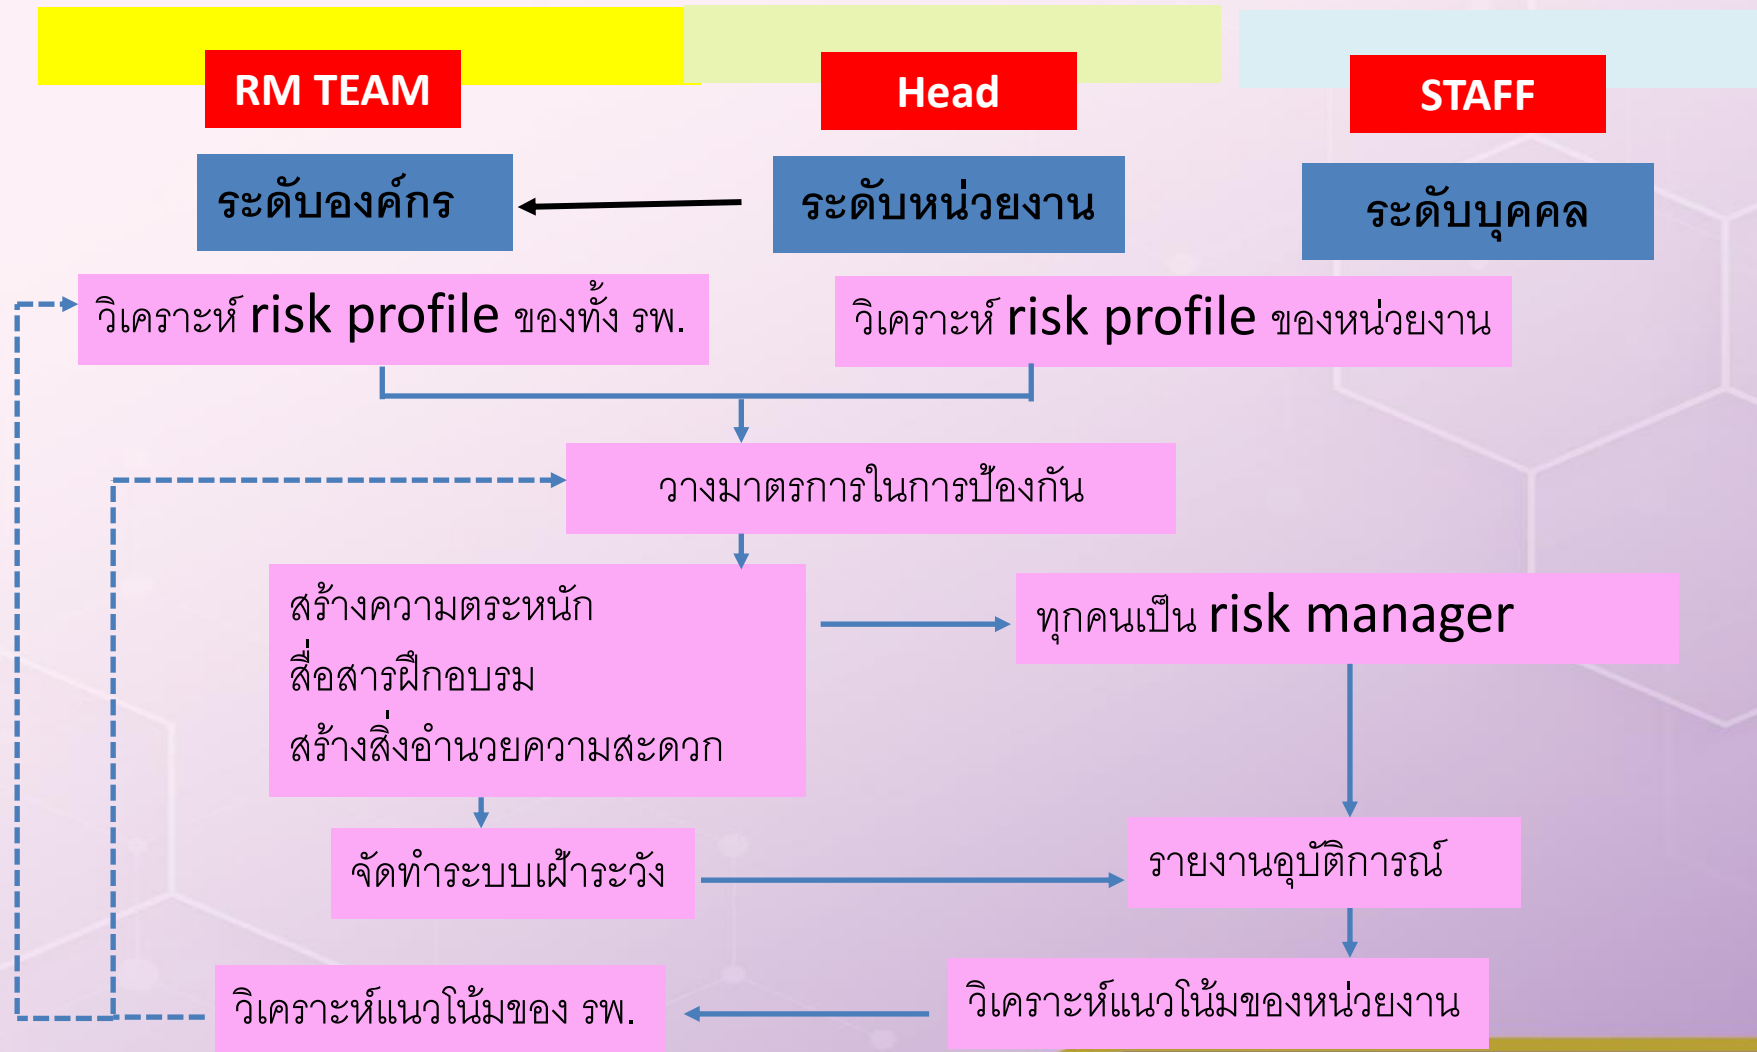 RM TEAM
Head
STAFF
ระดับองค์กร
ระดับหน่วยงาน
ระดับบุคคล
วิเคราะห์ risk profile ของทั้ง รพ.
วิเคราะห์ risk profile ของหน่วยงาน
วางมาตรการในการป้องกัน
สร้างความตระหนัก
สื่อสารฝึกอบรม
สร้างสิ่งอำนวยความสะดวก
ทุกคนเป็น risk manager
จัดทำระบบเฝ้าระวัง
รายงานอุบัติการณ์
วิเคราะห์แนวโน้มของ รพ.
วิเคราะห์แนวโน้มของหน่วยงาน